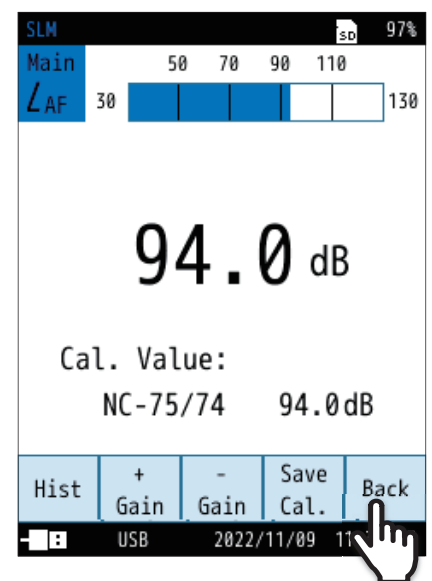 SLM SD 97%
Main 50 70 90 110
LAF 30 130
94.0 dB
Cal. Value:
NC-75/74 94.0dB
Hist + Gain - Gain Save Cal. Back
USB 2022/11/09